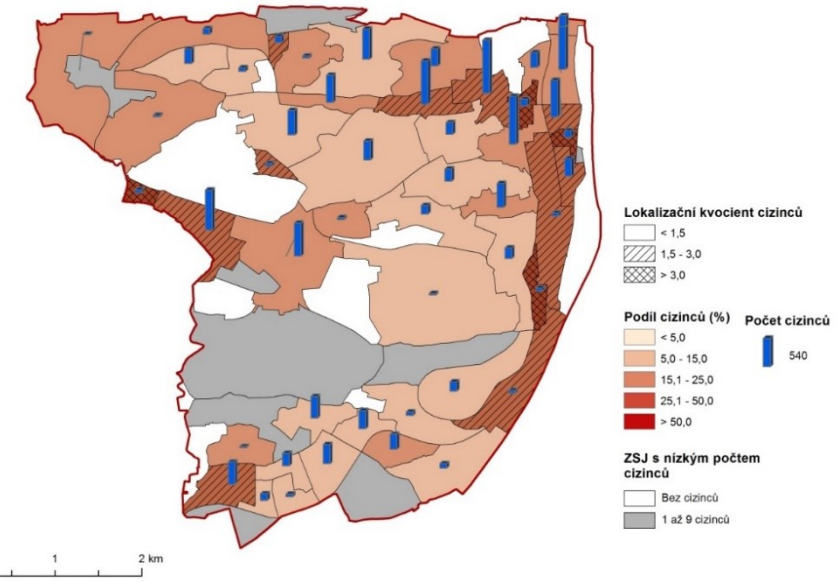 Lokalizační kvocient cizinců
< 1,5
1,5 - 3,0
> 3,0
Podíl cizinců (%)
< 5,0
5,0 - 15,0
15,1 - 25,0
25,1 - 50,0
> 50,0
Počet cizinců
540
ZSJ s nízkým počtem
cizinců
Bez cizinců
1 až 9 cizinců
1 2 km